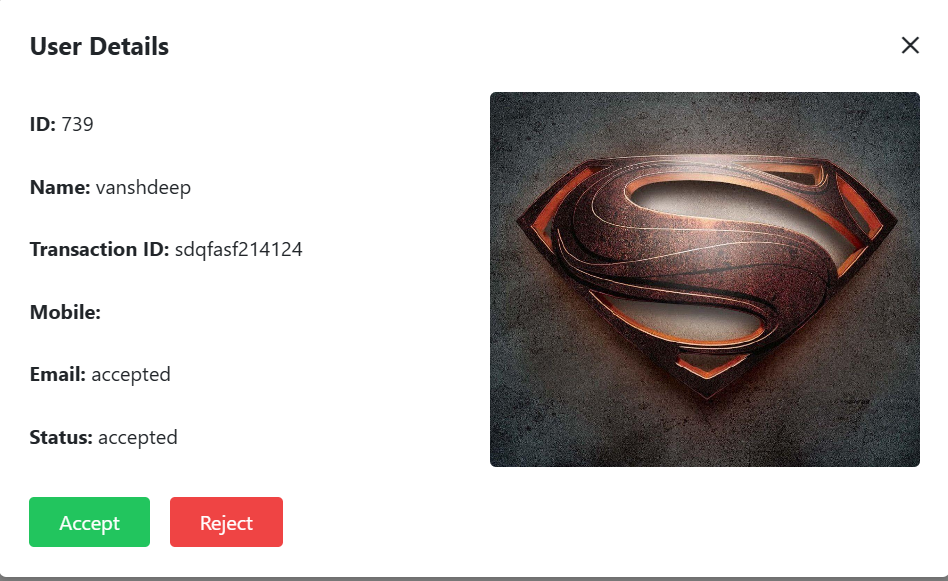 User Details
ID: 739
Name: vanshdeep
Transaction ID: sdqfasf214124
Mobile:
Email: accepted
Status: accepted
Accept
Reject